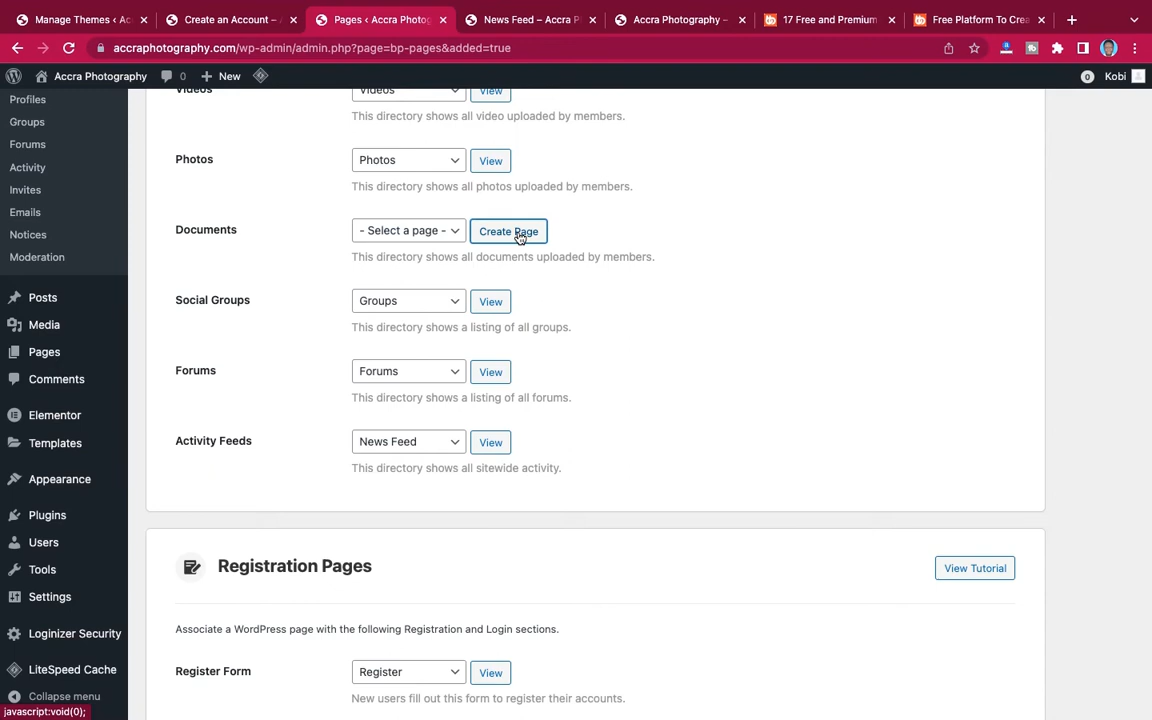 Manage Themes ‹ Ac
Create an Account – A
Pages ‹ Accra Photog
News Feed – Accra P
Accra Photography –
17 Free and Premium
Free Platform To Crea
accraphotography.com/wp-admin/admin.php?page=bp-pages&added=true
Accra Photography
0
New
0
Kobi
Profiles
Groups
Forums
Activity
Invites
Emails
Notices
Moderation
Posts
Media
Pages
Comments
Elementor
Templates
Appearance
Plugins
Users
Tools
Settings
Loginizer Security
LiteSpeed Cache
Collapse menu
javascript:void(0);
Videos
Videos
View
This directory shows all video uploaded by members.
Photos
Photos
View
This directory shows all photos uploaded by members.
Documents
- Select a page -
Create Page
This directory shows all documents uploaded by members.
Social Groups
Groups
View
This directory shows a listing of all groups.
Forums
Forums
View
This directory shows a listing of all forums.
Activity Feeds
News Feed
View
This directory shows all sitewide activity.
Registration Pages
View Tutorial
Associate a WordPress page with the following Registration and Login sections.
Register Form
Register
View
New users fill out this form to register their accounts.